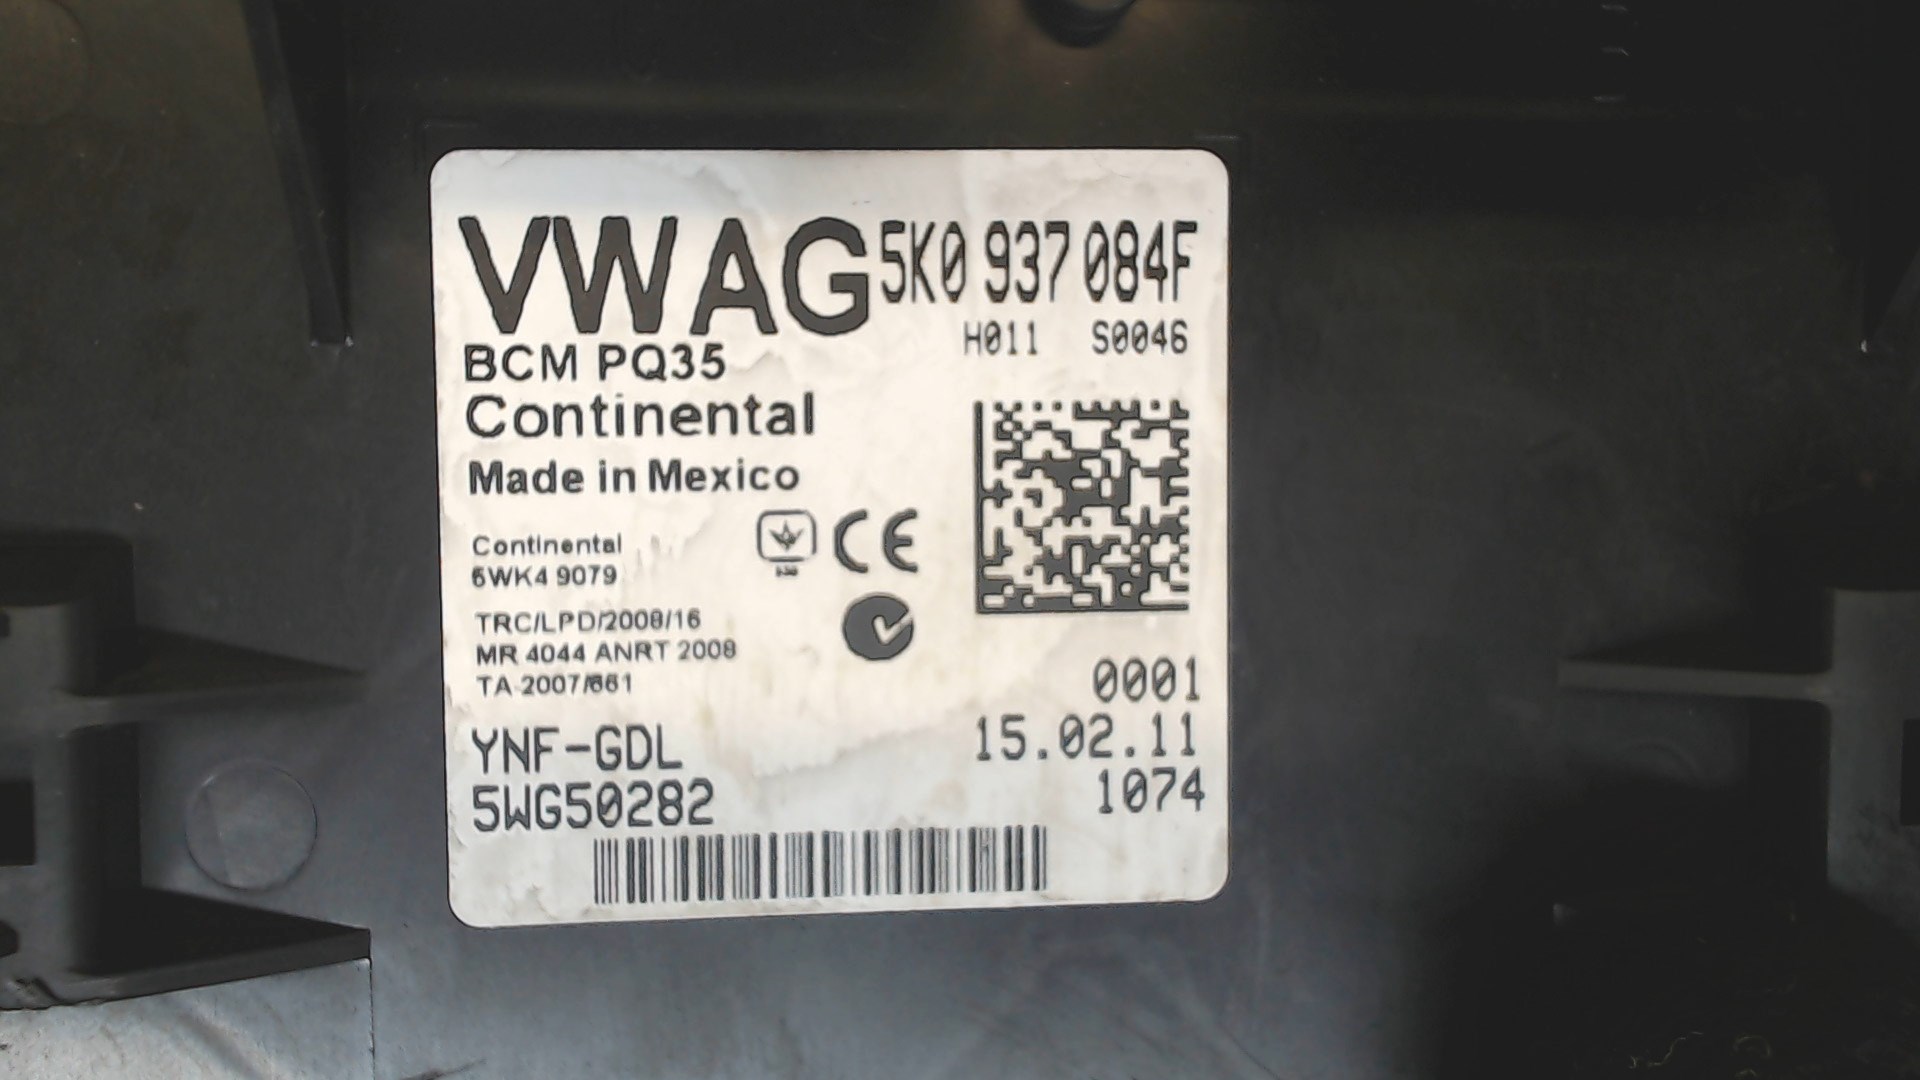 VWAG 5K0 937 084F
H011 S0046
BCM PQ35
Continental
Made in Mexico
Continental
5WK4 9079
CE
TRC/LPD/2008/16
MR 4044 ANRT 2008
TA-2007/661
0001
YNF-GDL 15.02.11
5WG50282 1074